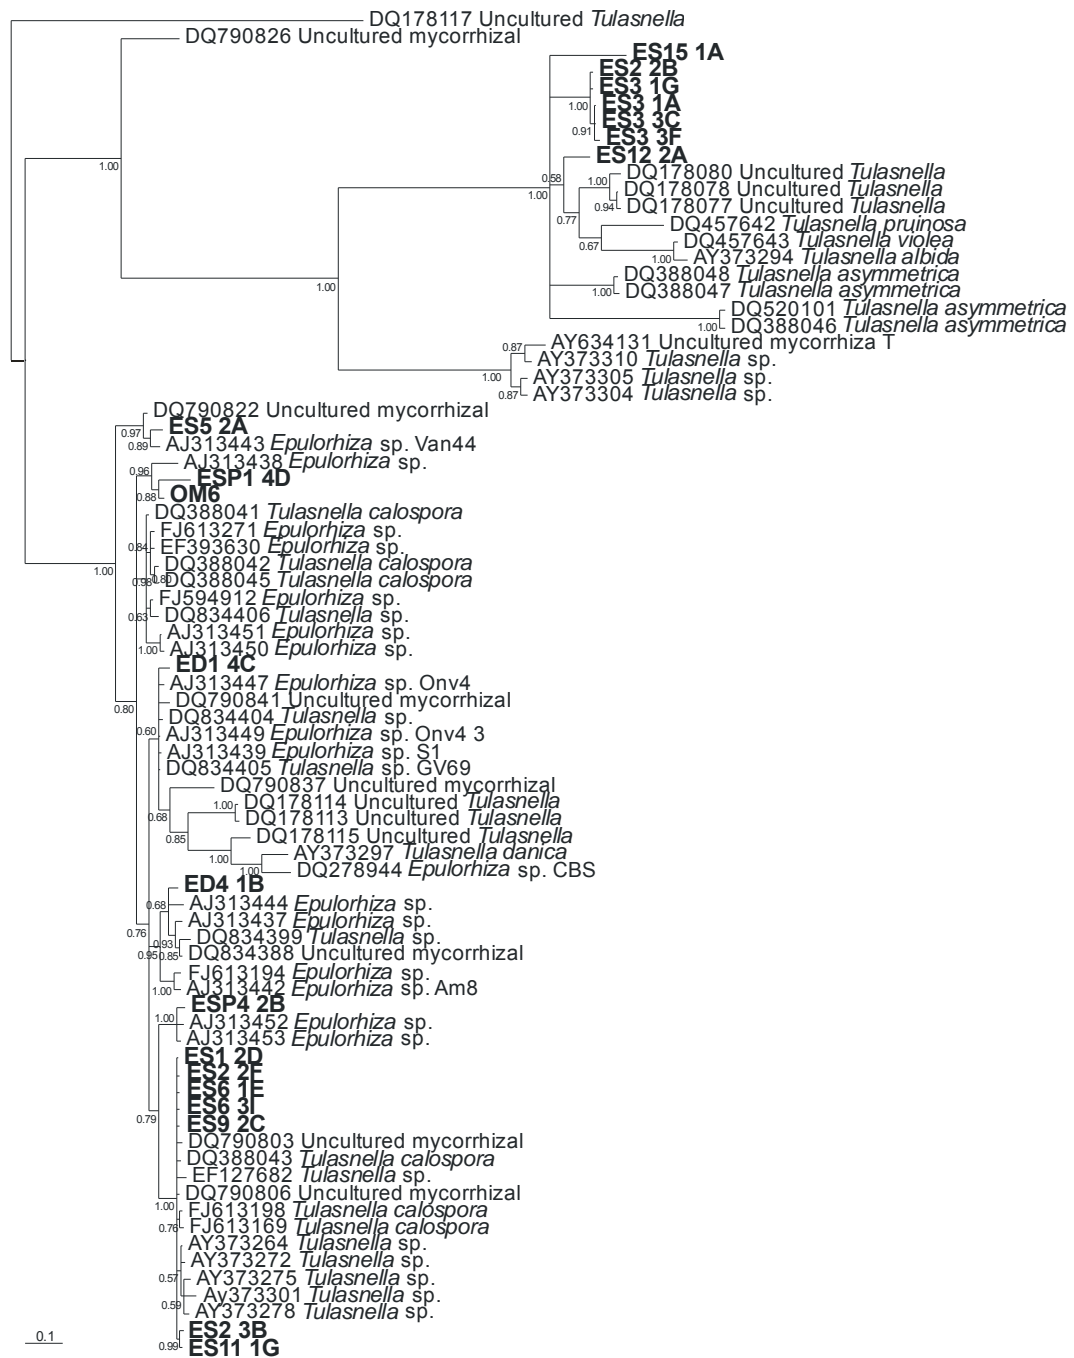 DQ178117 Uncultured Tulasnella
DQ790826 Uncultured mycorrhizal
ES15 1A
ES2 2B
ES3 1G
1.00
ES3 1A
ES3 3C
0.91
ES3 3F
ES12 2A
1.00
DQ178080 Uncultured Tulasnella
0.58
1.00
DQ178078 Uncultured Tulasnella
1.00
DQ178077 Uncultured Tulasnella
0.94
0.77
DQ457642 Tulasnella pruinosa
DQ457643 Tulasnella violea
0.67
AY373294 Tulasnella albida
1.00
DQ388048 Tulasnella asymmetrica
1.00
DQ388047 Tulasnella asymmetrica
1.00
DQ520101 Tulasnella asymmetrica
DQ388046 Tulasnella asymmetrica
1.00
AY634131 Uncultured mycorrhiza T
0.87
AY373310 Tulasnella sp.
1.00
AY373305 Tulasnella sp.
AY373304 Tulasnella sp.
0.87
DQ790822 Uncultured mycorrhizal
ES5 2A
0.97
AJ313443 Epulorhiza sp. Van44
0.89
AJ313438 Epulorhiza sp.
0.96
ESP1 4D
OM6
0.88
DQ388041 Tulasnella calospora
FJ613271 Epulorhiza sp.
EF393630 Epulorhiza sp.
0.84
DQ388042 Tulasnella calospora
1.00
DQ388045 Tulasnella calospora
0.98
0.80
FJ594912 Epulorhiza sp.
DQ834406 Tulasnella sp.
0.63
AJ313451 Epulorhiza sp.
AJ313450 Epulorhiza sp.
1.00
ED1 4C
AJ313447 Epulorhiza sp. Onv4
DQ790841 Uncultured mycorrhizal
0.80
DQ834404 Tulasnella sp.
0.60
AJ313449 Epulorhiza sp. Onv4 3
AJ313439 Epulorhiza sp. S1
DQ834405 Tulasnella sp. GV69
DQ790837 Uncultured mycorrhizal
DQ178114 Uncultured Tulasnella
1.00
0.68
DQ178113 Uncultured Tulasnella
0.85
DQ178115 Uncultured Tulasnella
AY373297 Tulasnella danica
1.00
DQ278944 Epulorhiza sp. CBS
1.00
ED4 1B
AJ313444 Epulorhiza sp.
0.68
AJ313437 Epulorhiza sp.
0.76
DQ834399 Tulasnella sp.
0.93
DQ834388 Uncultured mycorrhizal
0.95
0.85
FJ613194 Epulorhiza sp.
AJ313442 Epulorhiza sp. Am8
1.00
ESP4 2B
1.00
AJ313452 Epulorhiza sp.
AJ313453 Epulorhiza sp.
ES1 2D
ES2 2F
ES6 1E
ES6 3I
0.79
ES9 2C
DQ790803 Uncultured mycorrhizal
DQ388043 Tulasnella calospora
EF127682 Tulasnella sp.
DQ790806 Uncultured mycorrhizal
1.00
FJ613198 Tulasnella calospora
FJ613169 Tulasnella calospora
0.76
AY373264 Tulasnella sp.
AY373272 Tulasnella sp.
0.57
AY373275 Tulasnella sp.
Ay373301 Tulasnella sp.
0.59
AY373278 Tulasnella sp.
ES2 3B
0.1
0.99
ES11 1G